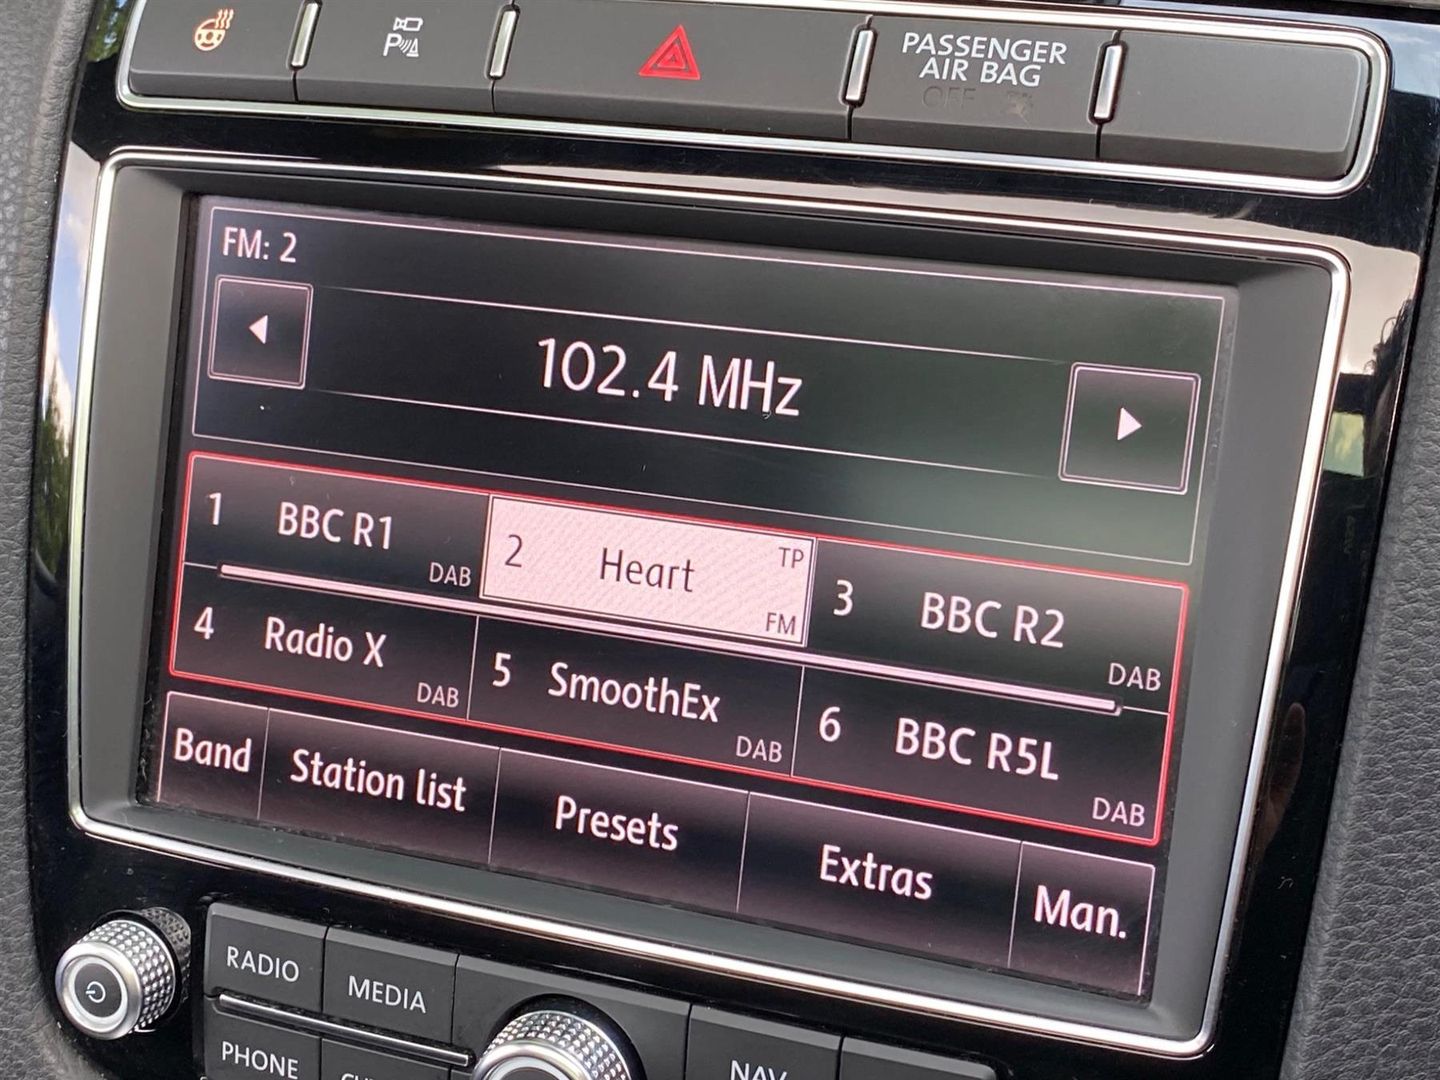 P
PASSENGER
AIR BAG
OFF
FM: 2
102.4 MHz
1 BBC R1 DAB
2 Heart TP FM
3 BBC R2 DAB
4 Radio X DAB
5 SmoothEx DAB
6 BBC R5L DAB
Band Station list Presets Extras Man.
RADIO MEDIA
PHONE NAV